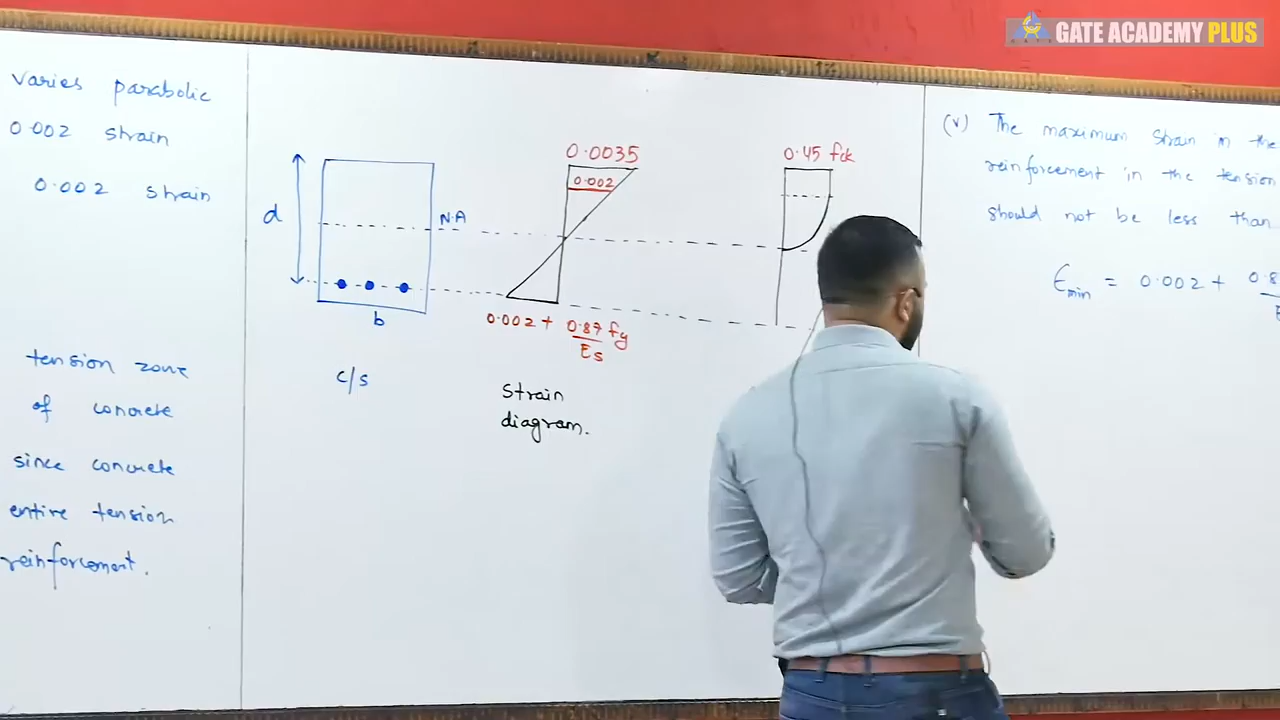 GATE ACADEMY PLUS
varies parabolic
0.002 strain
0.002 strain
tension zone
of concrete
since concrete
entire tension
reinforcement.
d
N.A
b
c/s
0.0035
0.002
0.002 + 0.87 fy
Es
Strain
diagram.
0.45 fck
(v) The maximum strain in the
reinforcement in the tension
should not be less than
Emin = 0.002 +